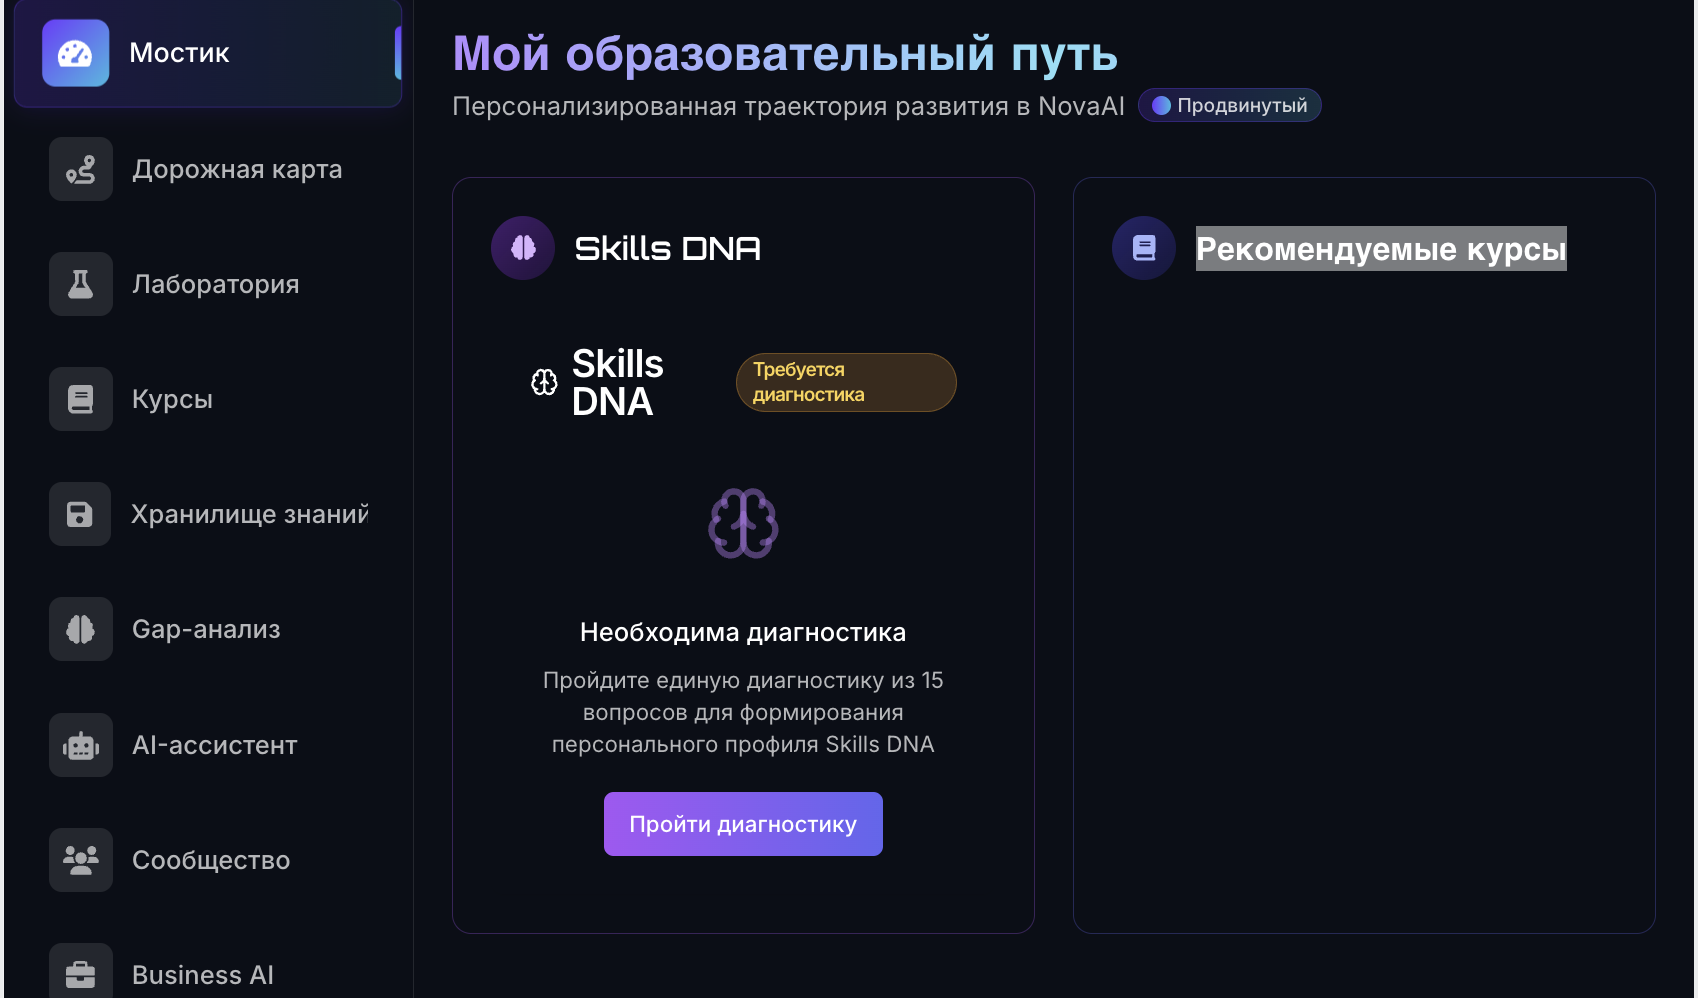 Мостик
Дорожная карта
Лаборатория
Курсы
Хранилище знаний
Gap-анализ
AI-ассистент
Сообщество
Business AI
Мой образовательный путь
Персонализированная траектория развития в NovaAI
Продвинутый
Skills DNA
Skills
DNA
Требуется
диагностика
Необходима диагностика
Пройдите единую диагностику из 15
вопросов для формирования
персонального профиля Skills DNA
Пройти диагностику
Рекомендуемые курсы